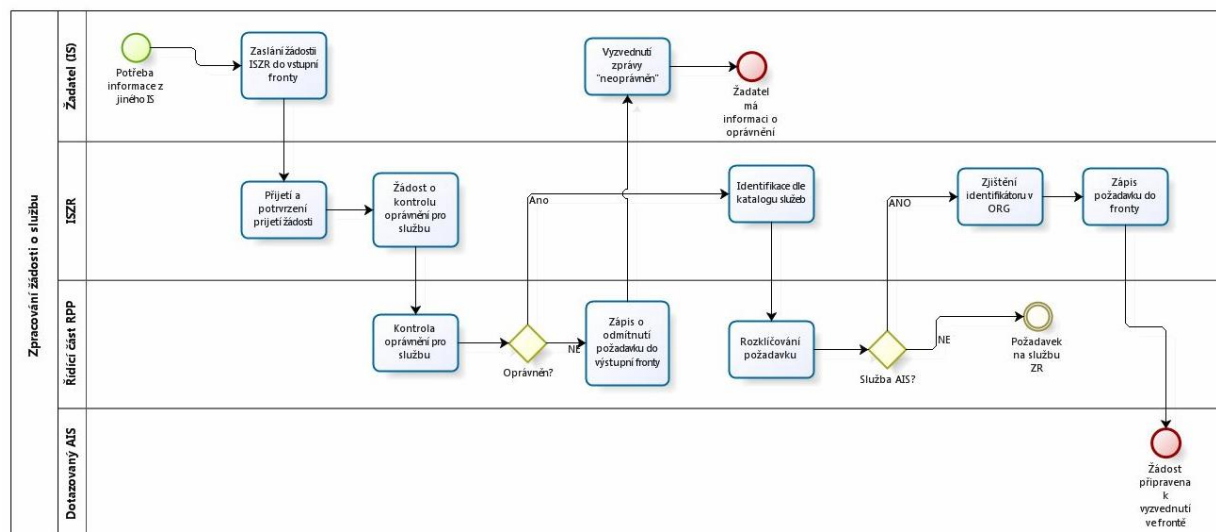 Zpracování žádosti o službu
Žadatel (IS)
Potřeba
informace z
jiného IS
Zaslání žádosti
ISZR do vstupní
fronty
Vyzvednutí
zprávy
"neoprávněn"
Žadatel
má
informaci o
oprávnění
ISZR
Přijetí a
potrvrzení
prijetí žádosti
Žádost o
kontrolu
oprávnění pro
službu
Ano
Identifikace dle
katalogu služeb
ANO
Zjištění
identifikátoru v
ORG
Zápis
požadavku do
fronty
Řídící část RPP
Kontrola
oprávnění pro
službu
Oprávněn?
NE
Zápis o
odmítnutí
požadavku do
výstupní fronty
Rozklíčování
požadavku
Služba AIS?
NE
Požadavek
na službu
ZR
Dotazovaný AIS
Žádost
připravena
k
vyzvednutí
ve frontě